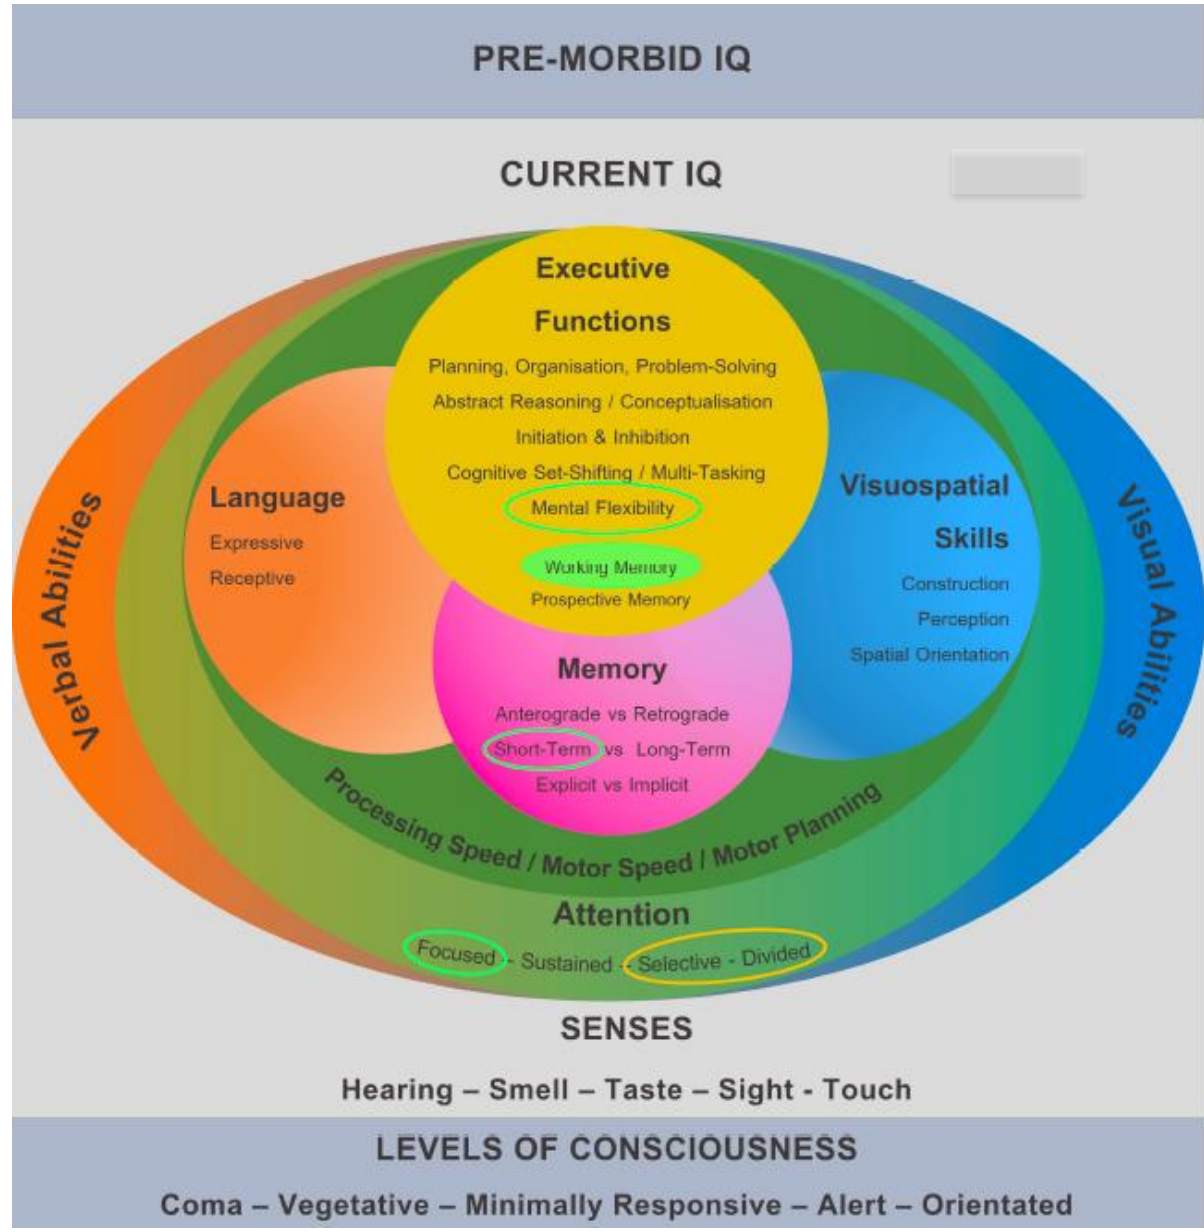 PRE-MORBID IQ
CURRENT IQ
Executive
Functions
Planning, Organisation, Problem-Solving
Abstract Reasoning / Conceptualisation
Initiation & Inhibition
Cognitive Set-Shifting / Multi-Tasking
Mental Flexibility
Working Memory
Prospective Memory
Language
Expressive
Receptive
Visuospatial
Skills
Construction
Perception
Spatial Orientation
Verbal Abilities
Visual Abilities
Memory
Anterograde vs Retrograde
Short-Term vs Long-Term
Explicit vs Implicit
Processing Speed / Motor Speed / Motor Planning
Attention
Focused – Sustained – Selective - Divided
SENSES
Hearing – Smell – Taste – Sight - Touch
LEVELS OF CONSCIOUSNESS
Coma – Vegetative – Minimally Responsive – Alert – Orientated